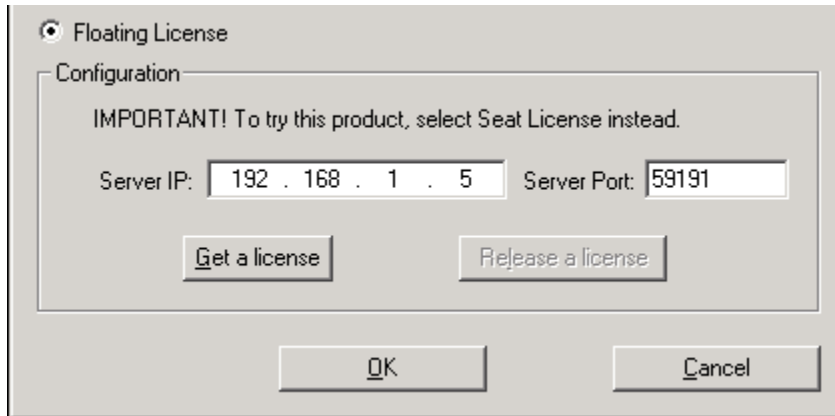 Floating License
Configuration
IMPORTANT! To try this product, select Seat License instead.
Server IP: 192 . 168 . 1 . 5 Server Port: 59191
Get a license Release a license
OK Cancel